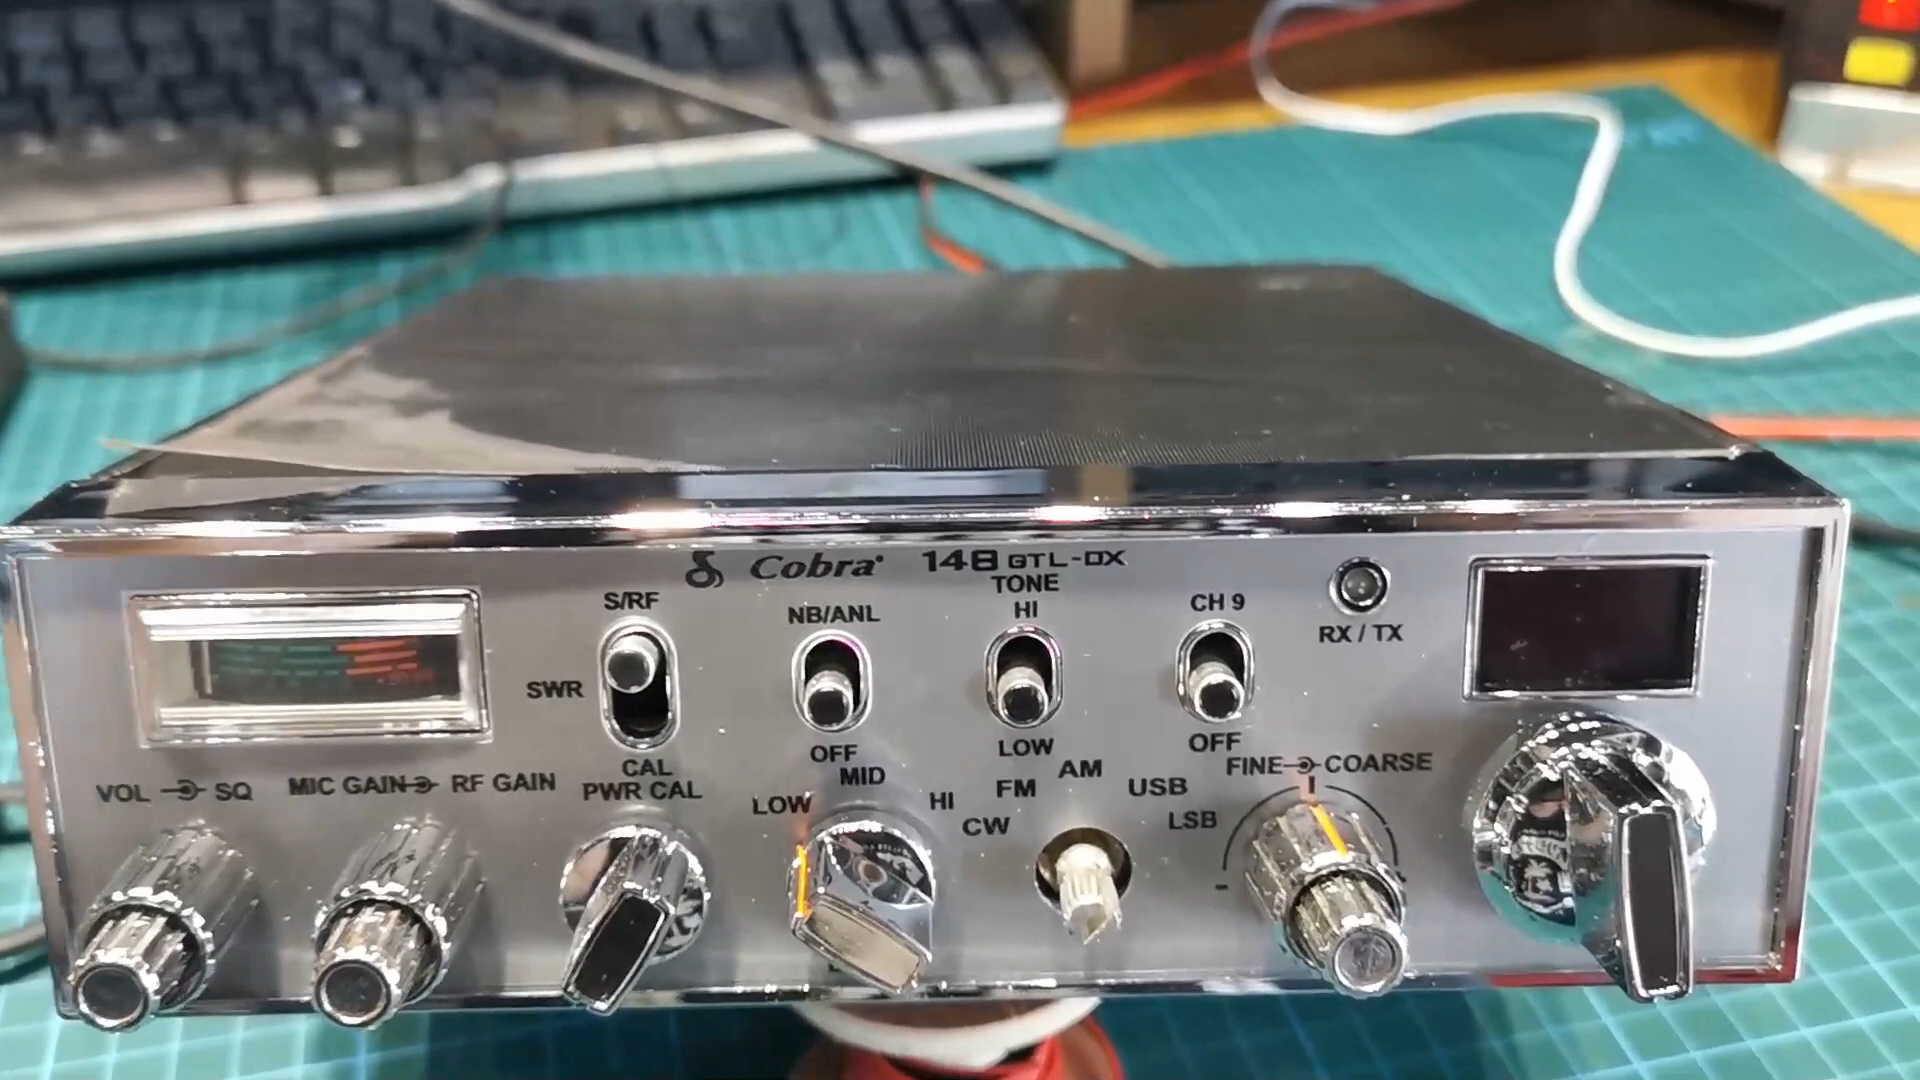 Cobra 148 GTL-DX
TONE
S/RF
NB/ANL
HI
CH 9
RX / TX
SWR
OFF
LOW
OFF
CAL
MID
AM
FINE COARSE
VOL SQ
MIC GAIN RF GAIN
PWR CAL
LOW
HI
FM
USB
CW
LSB